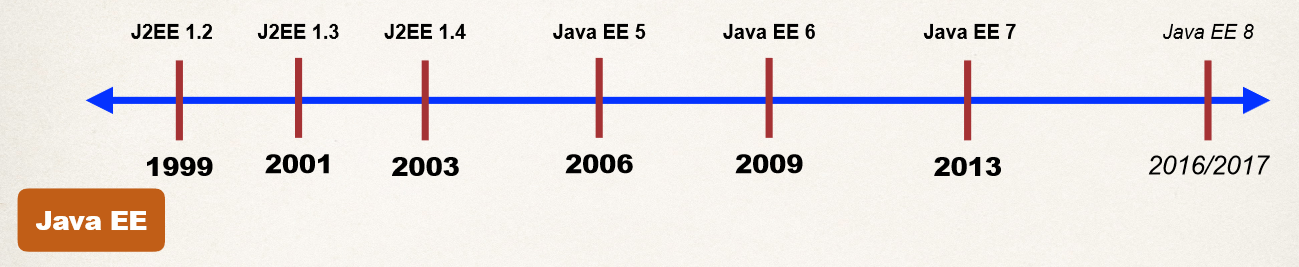 J2EE 1.2 J2EE 1.3 J2EE 1.4 Java EE 5 Java EE 6 Java EE 7 Java EE 8
1999 2001 2003 2006 2009 2013 2016/2017
Java EE